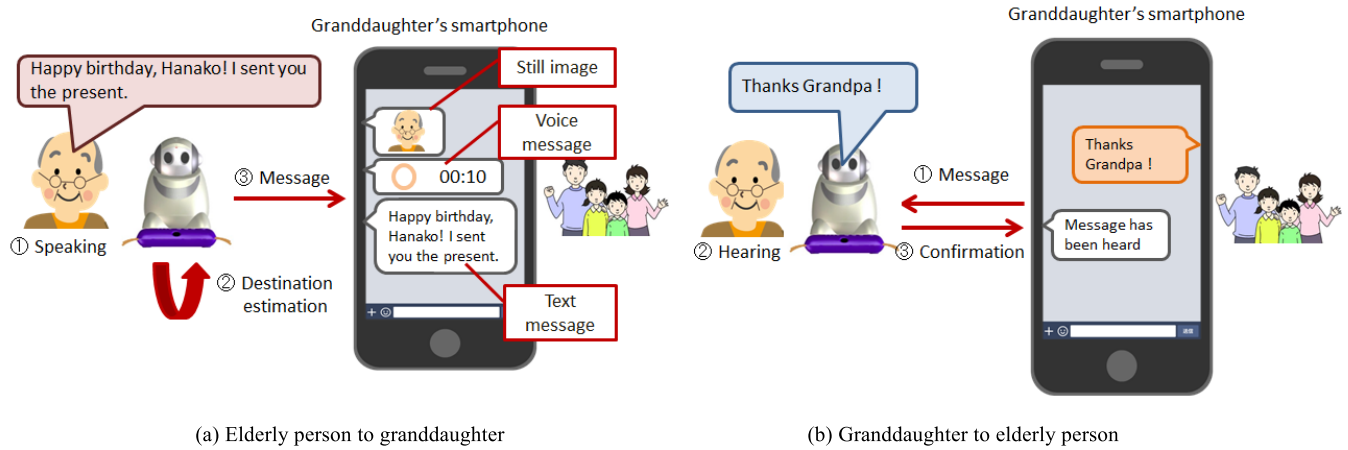 Granddaughter's smartphone
Happy birthday, Hanako! I sent you
the present.
Still image
Voice
message
③ Message
00:10
Happy birthday,
Hanako! I sent
you the present.
① Speaking
② Destination
estimation
Text
message
(a) Elderly person to granddaughter
Granddaughter's smartphone
Thanks Grandpa !
Thanks
Grandpa !
① Message
Message has
been heard
② Hearing
③ Confirmation
送信
(b) Granddaughter to elderly person